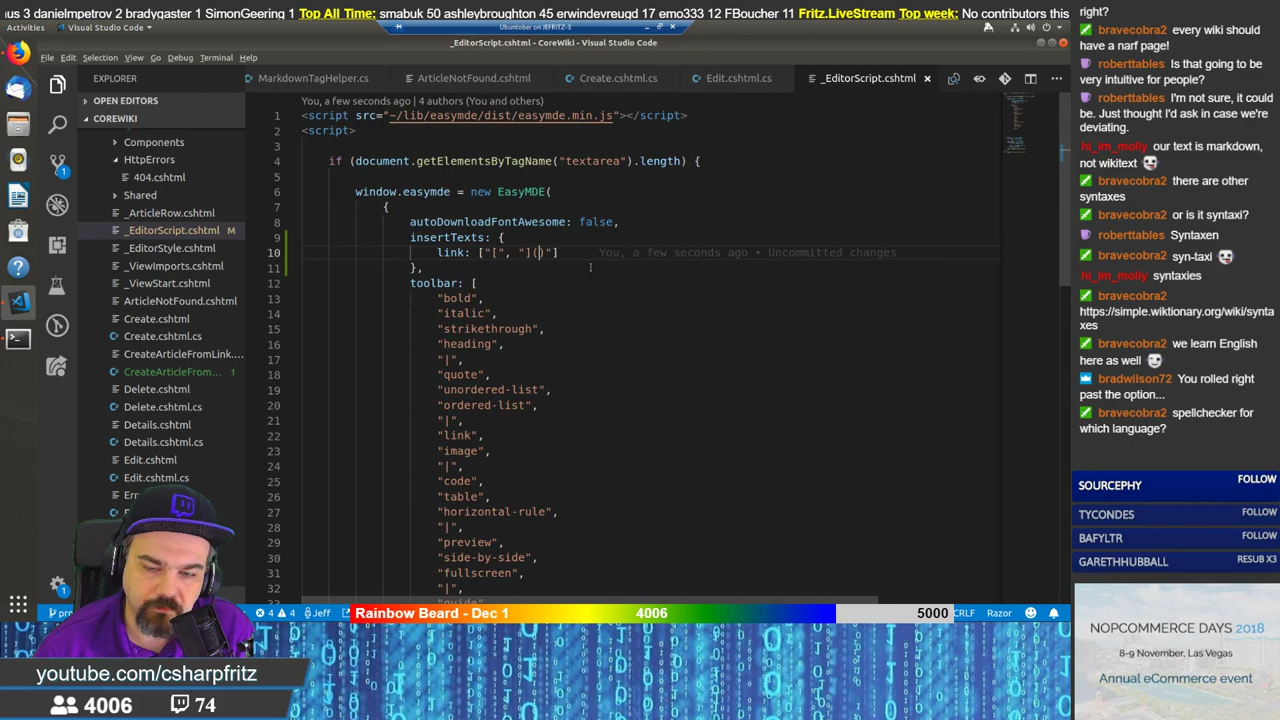 nus 3 danielmpetrov 2 bradygaster 1 SimonGeering 1 Top All Time: smabuk 50 ashleybroughton 45 erwindevreugd 17 emo333 12 FBoucher 11 Fritz.LiveStream Top week: No contributors this
Activities
Visual Studio Code
Ubuntober on JEFRITZ-3
_EditorScript.cshtml - CoreWiki - Visual Studio Code
File Edit Selection View Go Debug Terminal Help
EXPLORER
MarkdownTagHelper.cs
ArticleNotFound.cshtml
Create.cshtml.cs
Edit.cshtml.cs
_EditorScript.cshtml
OPEN EDITORS
COREWIKI
Components
HttpErrors
404.cshtml
Shared
_ArticleRow.cshtml
_EditorScript.cshtml M
_EditorStyle.cshtml
_ViewImports.cshtml
_ViewStart.cshtml
ArticleNotFound.cshtml
Create.cshtml
Create.cshtml.cs
CreateArticleFromLink....
CreateArticleFrom... 1
Delete.cshtml
Delete.cshtml.cs
Details.cshtml
Details.cshtml.cs
Edit.cshtml
Edit.cshtml.cs
Err
You, a few seconds ago | 4 authors (You and others)
1 <script src="~/lib/easymde/dist/easymde.min.js"></script>
2 <script>
3
4 if (document.getElementsByTagName("textarea").length) {
5
6 window.easymde = new EasyMDE(
7 {
8 autoDownloadFontAwesome: false,
9 insertTexts: {
10 link: ["[", "]()"] You, a few seconds ago • Uncommitted changes
11 },
12 toolbar: [
13 "bold",
14 "italic",
15 "strikethrough",
16 "heading",
17 "|",
18 "quote",
19 "unordered-list",
20 "ordered-list",
21 "|",
22 "link",
23 "image",
24 "|",
25 "code",
26 "table",
27 "horizontal-rule",
28 "|",
29 "preview",
30 "side-by-side",
31 "fullscreen",
31 "|",
32 "guide"
4 4 Jeff
Rainbow Beard - Dec 1 4006 5000
CRLF Razor
youtube.com/csharpfritz
4006 74
right?
bravecobra2 every wiki should
have a narf page!
roberttables Is that going to be
very intuitive for people?
roberttables I'm not sure, it could
be. Just thought I'd ask in case we're
deviating.
hi_im_molly our text is markdown,
not wikitext
bravecobra2 there are other
syntaxes
bravecobra2 or is it syntaxi?
bravecobra2 Syntaxen
bravecobra2 syn-taxi
hi_im_molly syntaxies
bravecobra2
https://simple.wiktionary.org/wiki/synta
xes
bravecobra2 we learn English
here as well
bradwilson72 You rolled right
past the option...
bravecobra2 spellchecker for
which language?
SOURCEPHY FOLLOW
TYCONDES FOLLOW
BAFYLTR FOLLOW
GARETHHUBBALL RESUB X3
NOPCOMMERCE DAYS 2018
8-9 November, Las Vegas
Annual eCommerce event